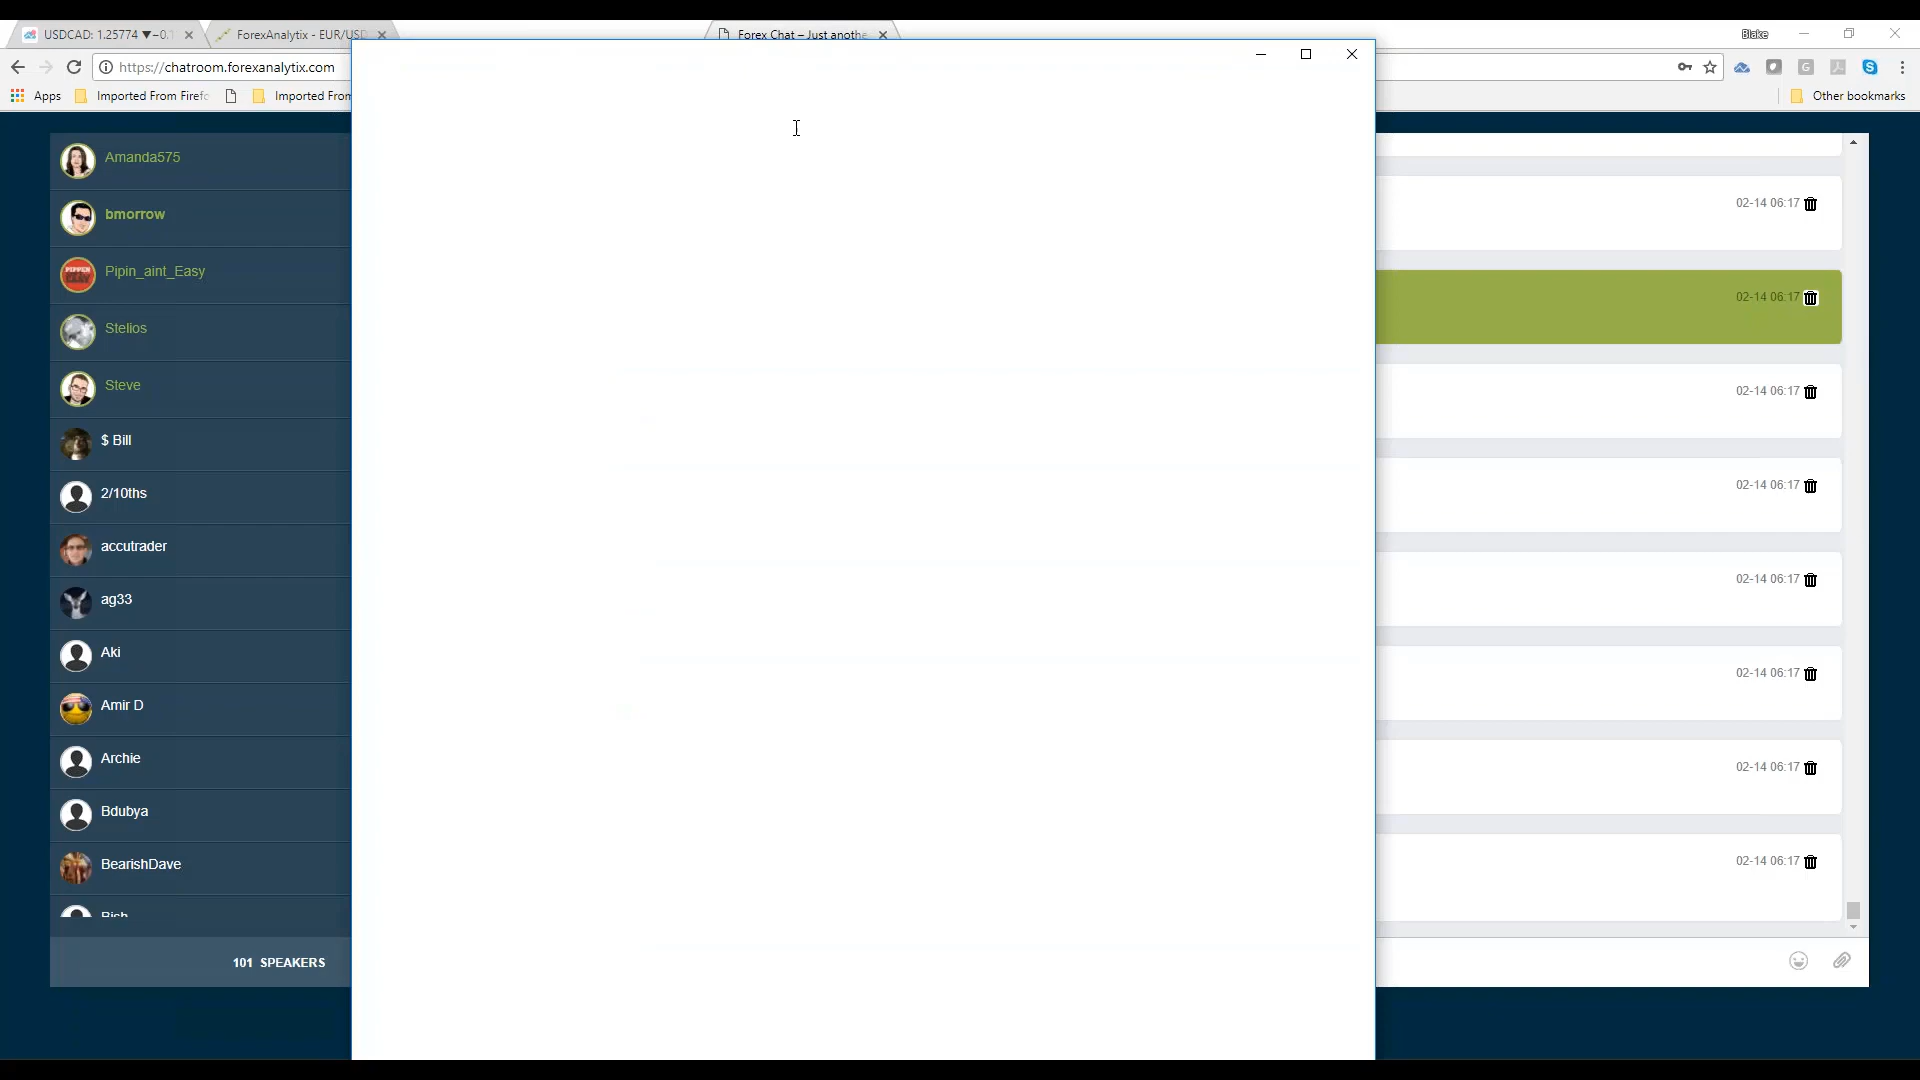 USDCAD: 1.25774 ▼−0.1
ForexAnalytix - EUR/USD
Forex Chat – Just anothe
Blake
https://chatroom.forexanalytix.com
Apps
Imported From Firefo
Imported From
Other bookmarks
Amanda575
bmorrow
Pipin_aint_Easy
Stelios
Steve
$ Bill
2/10ths
accutrader
ag33
Aki
Amir D
Archie
Bdubya
BearishDave
Bish
101 SPEAKERS
02-14 06:17
02-14 06:17
02-14 06:17
02-14 06:17
02-14 06:17
02-14 06:17
02-14 06:17
02-14 06:17